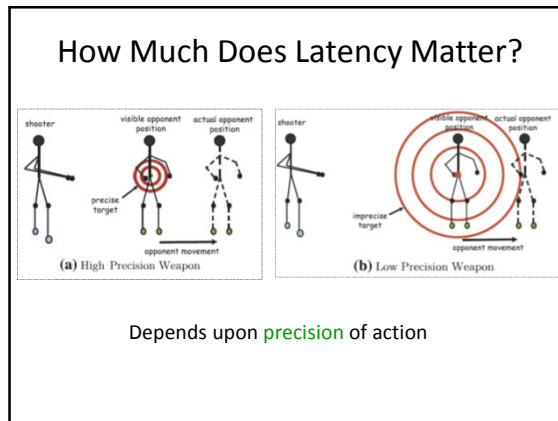 How Much Does Latency Matter?
shooter
visible opponent
position
actual opponent
position
precise
target
opponent movement
(a) High Precision Weapon
shooter
visible opponent
position
actual opponent
position
imprecise
target
opponent movement
(b) Low Precision Weapon
Depends upon precision of action